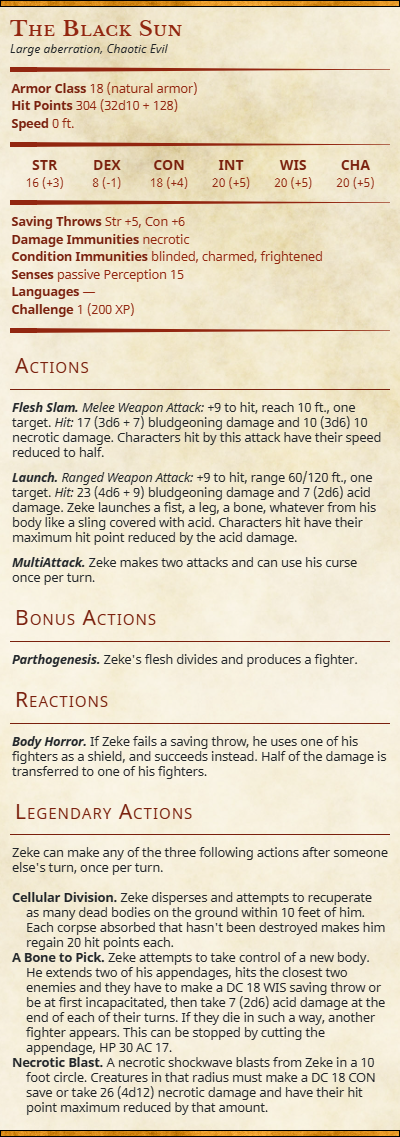 The Black Sun
Large aberration, Chaotic Evil
Armor Class 18 (natural armor)
Hit Points 304 (32d10 + 128)
Speed 0 ft.
STR DEX CON INT WIS CHA
16 (+3) 8 (-1) 18 (+4) 20 (+5) 20 (+5) 20 (+5)
Saving Throws Str +5, Con +6
Damage Immunities necrotic
Condition Immunities blinded, charmed, frightened
Senses passive Perception 15
Languages —
Challenge 1 (200 XP)
Actions
Flesh Slam. Melee Weapon Attack: +9 to hit, reach 10 ft., one
target. Hit: 17 (3d6 + 7) bludgeoning damage and 10 (3d6) 10
necrotic damage. Characters hit by this attack have their speed
reduced to half.
Launch. Ranged Weapon Attack: +9 to hit, range 60/120 ft., one
target. Hit: 23 (4d6 + 9) bludgeoning damage and 7 (2d6) acid
damage. Zeke launches a fist, a leg, a bone, whatever from his
body like a sling covered with acid. Characters hit have their
maximum hit point reduced by the acid damage.
MultiAttack. Zeke makes two attacks and can use his curse
once per turn.
Bonus Actions
Parthogenesis. Zeke's flesh divides and produces a fighter.
Reactions
Body Horror. If Zeke fails a saving throw, he uses one of his
fighters as a shield, and succeeds instead. Half of the damage is
transferred to one of his fighters.
Legendary Actions
Zeke can make any of the three following actions after someone
else's turn, once per turn.
Cellular Division. Zeke disperses and attempts to recuperate
as many dead bodies on the ground within 10 feet of him.
Each corpse absorbed that hasn't been destroyed makes him
regain 20 hit points each.
A Bone to Pick. Zeke attempts to take control of a new body.
He extends two of his appendages, hits the closest two
enemies and they have to make a DC 18 WIS saving throw or
be at first incapacitated, then take 7 (2d6) acid damage at the
end of each of their turns. If they die in such a way, another
fighter appears. This can be stopped by cutting the
appendage, HP 30 AC 17.
Necrotic Blast. A necrotic shockwave blasts from Zeke in a 10
foot circle. Creatures in that radius must make a DC 18 CON
save or take 26 (4d12) necrotic damage and have their hit
point maximum reduced by that amount.